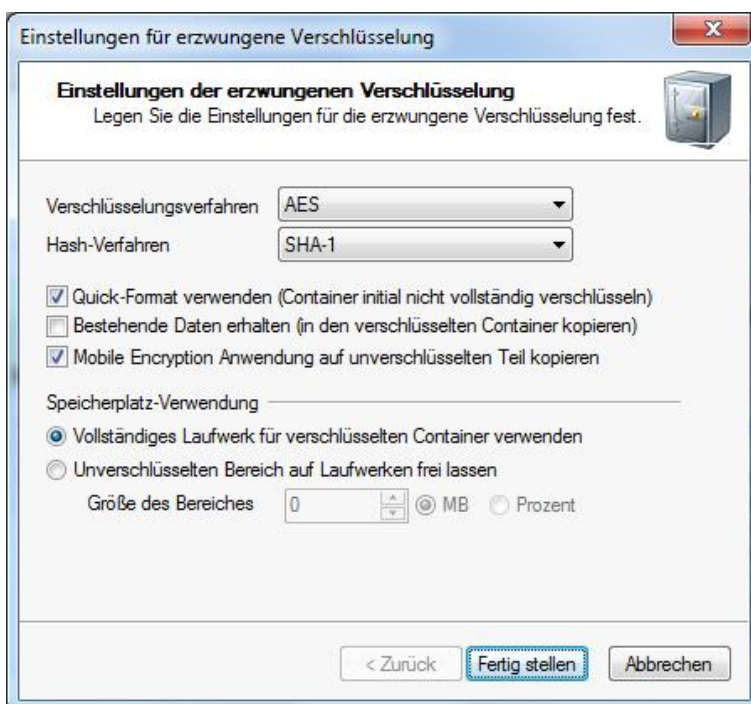 Einstellungen für erzwungene Verschlüsselung
Einstellungen der erzwungenen Verschlüsselung
Legen Sie die Einstellungen für die erzwungene Verschlüsselung fest.
Verschlüsselungsverfahren AES
Hash-Verfahren SHA-1
Quick-Format verwenden (Container initial nicht vollständig verschlüsseln)
Bestehende Daten erhalten (in den verschlüsselten Container kopieren)
Mobile Encryption Anwendung auf unverschlüsselten Teil kopieren
Speicherplatz-Verwendung
Vollständiges Laufwerk für verschlüsselten Container verwenden
Unverschlüsselten Bereich auf Laufwerken frei lassen
Größe des Bereiches 0 MB Prozent
< Zurück Fertig stellen Abbrechen